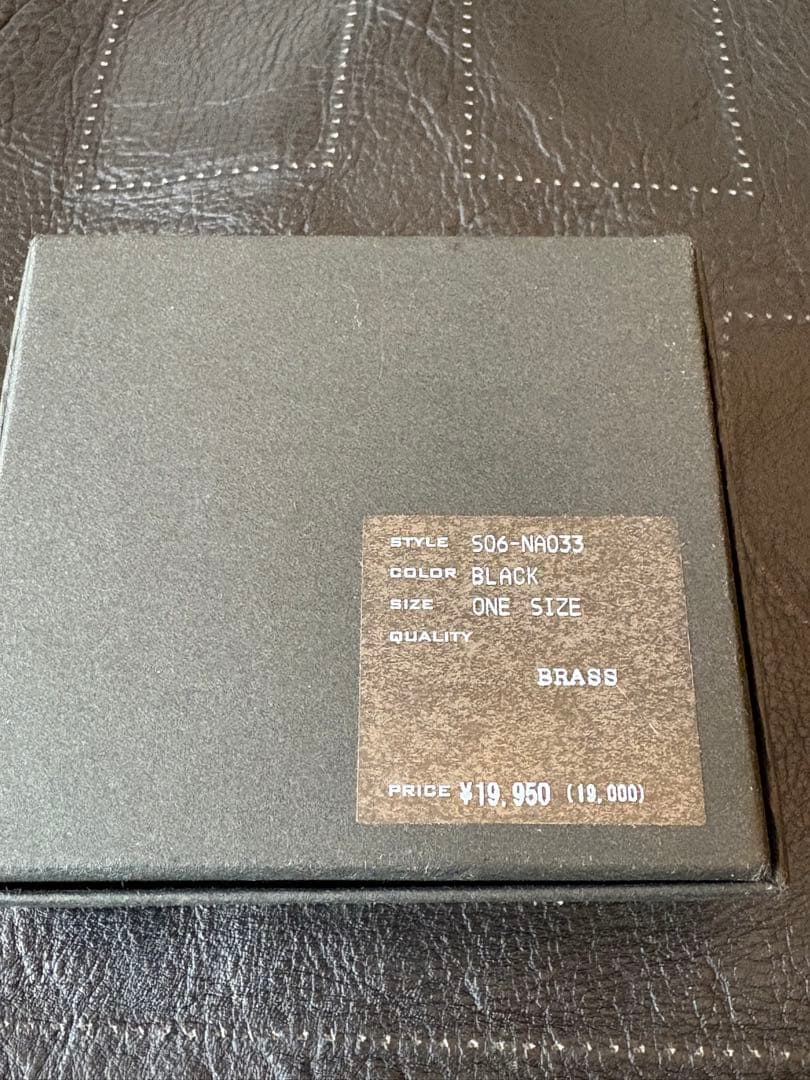 STYLE S06-NA033
COLOR BLACK
SIZE ONE SIZE
QUALITY
BRASS
PRICE ¥19,950 (19,000)